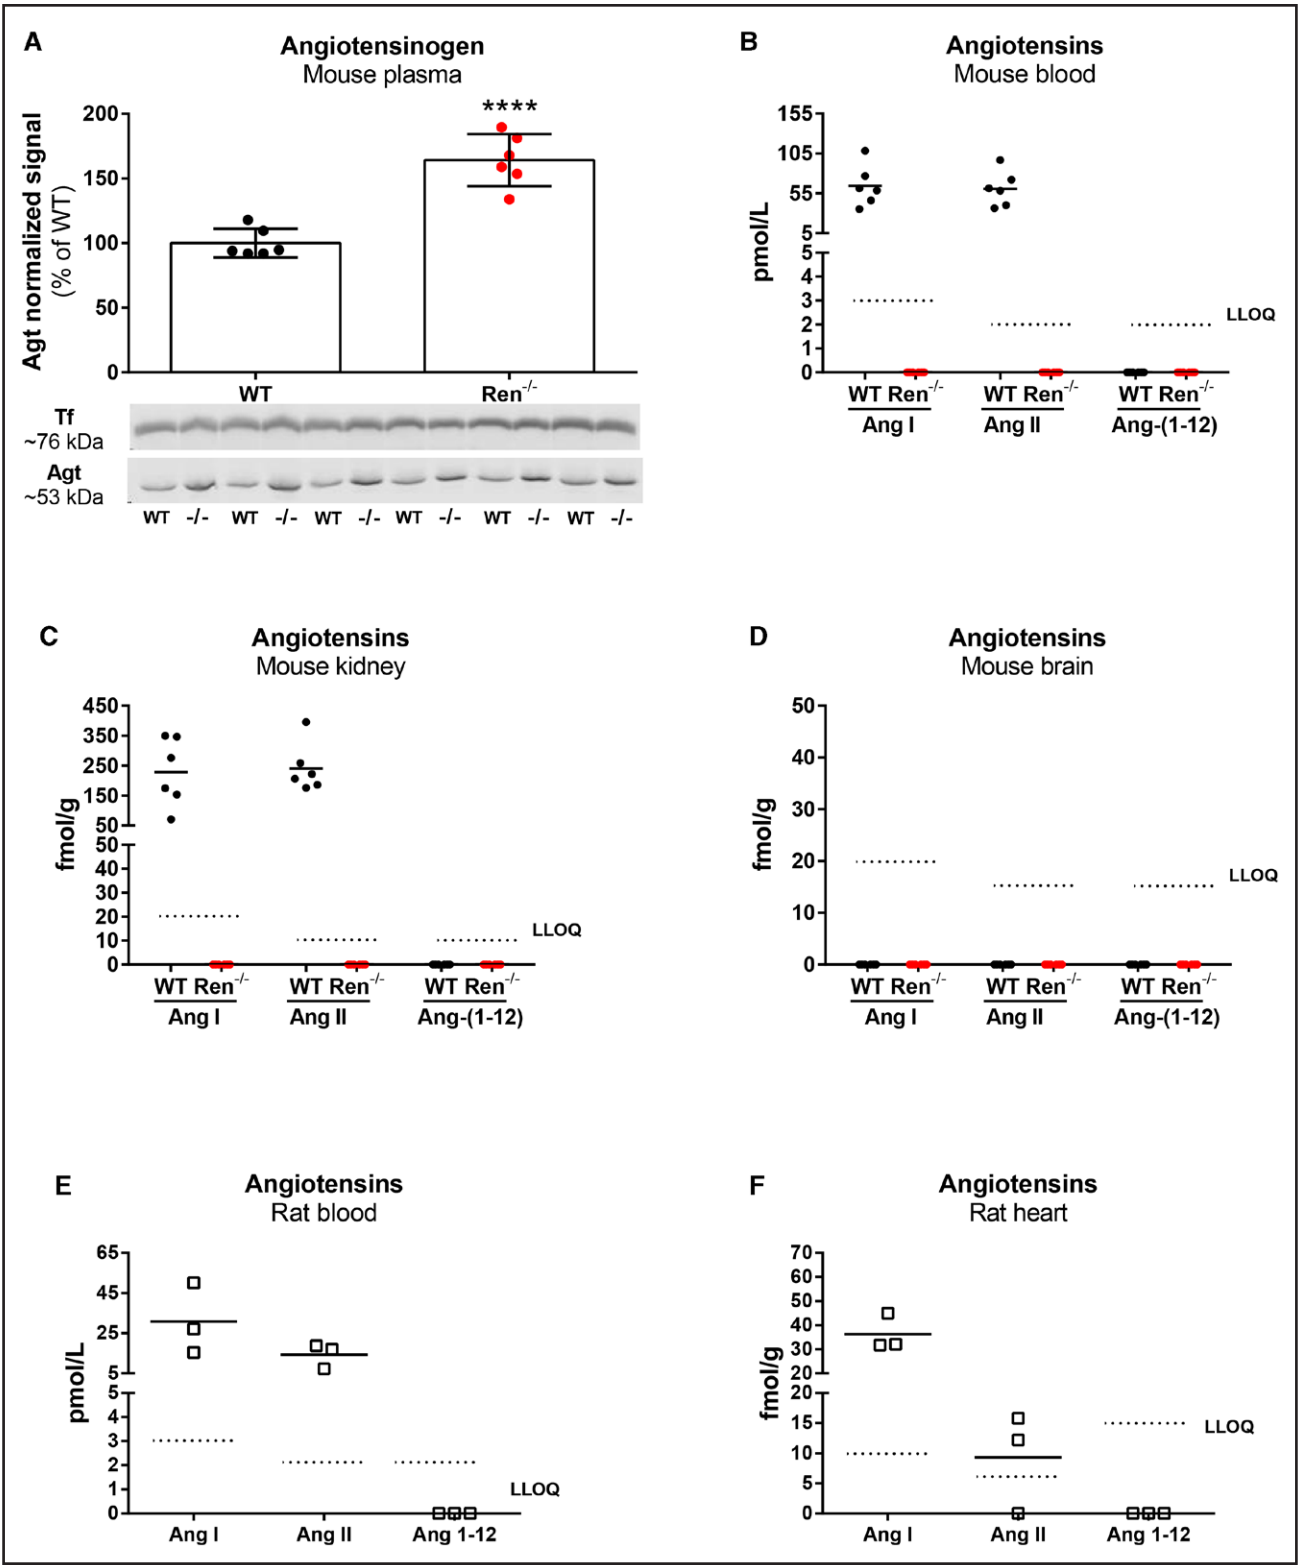 A
Angiotensinogen
Mouse plasma
Agt normalized signal
(% of WT)
200
150
100
50
0
****
WT
Ren-/-
Tf
~76 kDa
Agt
~53 kDa
WT -/- WT -/- WT -/- WT -/- WT -/- WT -/-
B
Angiotensins
Mouse blood
pmol/L
155
105
55
5
5
4
3
2
1
0
LLOQ
WT Ren-/- WT Ren-/- WT Ren-/-
Ang I Ang II Ang-(1-12)
C
Angiotensins
Mouse kidney
fmol/g
450
350
250
150
50
50
40
30
20
10
0
LLOQ
WT Ren-/- WT Ren-/- WT Ren-/-
Ang I Ang II Ang-(1-12)
D
Angiotensins
Mouse brain
fmol/g
50
40
30
20
10
0
LLOQ
WT Ren-/- WT Ren-/- WT Ren-/-
Ang I Ang II Ang-(1-12)
E
Angiotensins
Rat blood
pmol/L
65
45
25
5
5
4
3
2
1
0
LLOQ
Ang I Ang II Ang 1-12
F
Angiotensins
Rat heart
fmol/g
70
60
50
40
30
20
20
15
10
5
0
LLOQ
Ang I Ang II Ang 1-12